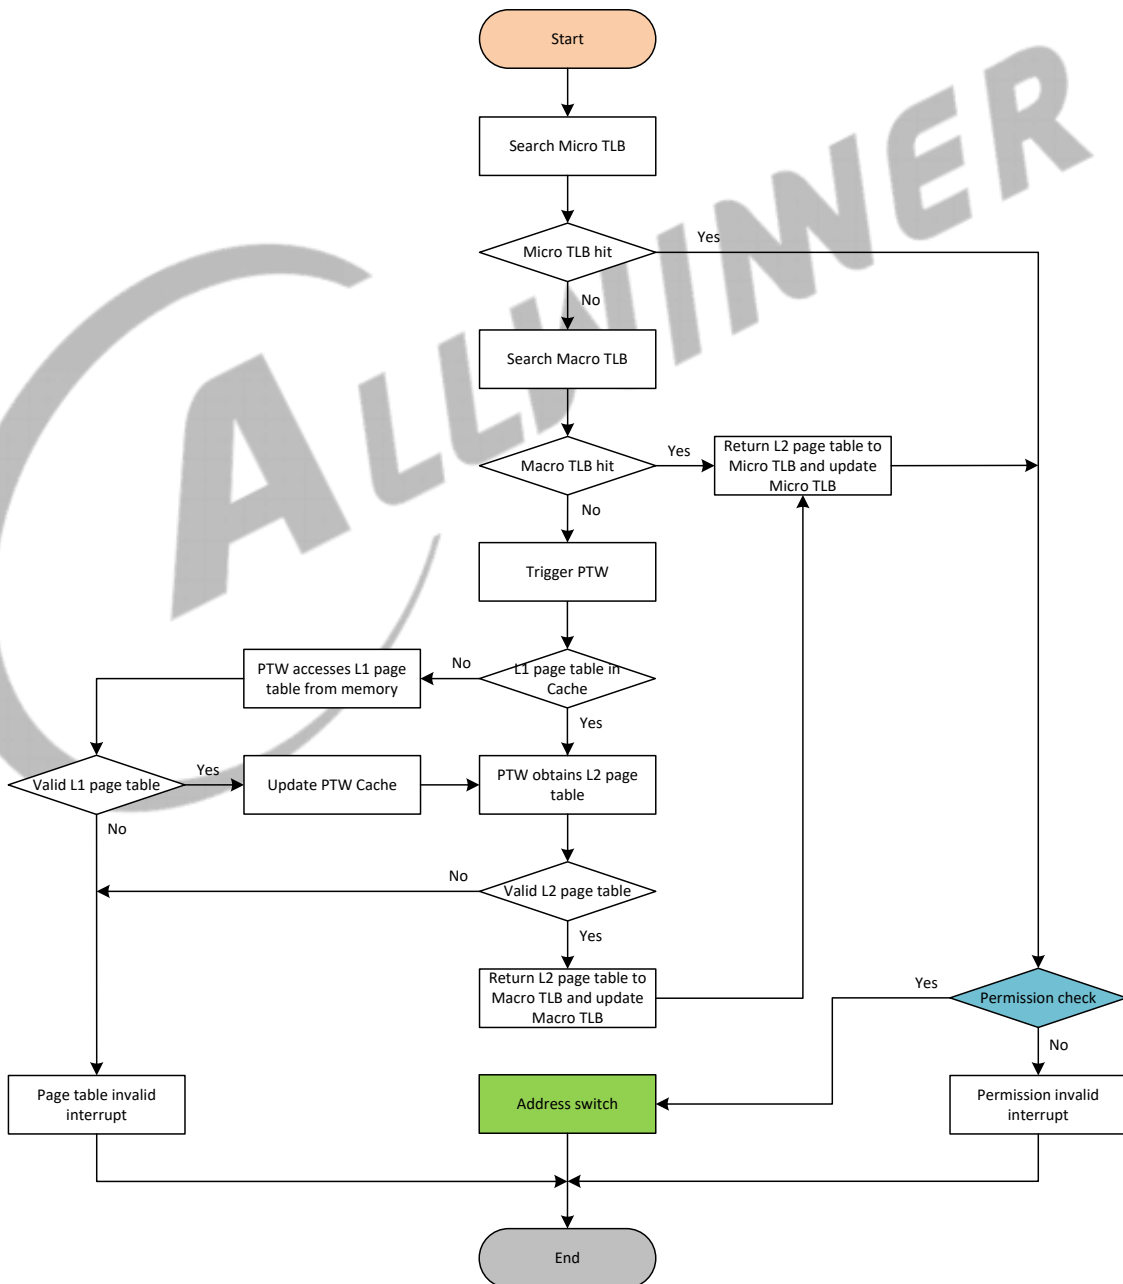 Start
Search Micro TLB
Micro TLB hit
Yes
No
Search Macro TLB
Macro TLB hit
Yes
Return L2 page table to
Micro TLB and update
Micro TLB
No
Trigger PTW
PTW accesses L1 page
table from memory
No
L1 page table in
Cache
Yes
Valid L1 page table
Yes
Update PTW Cache
PTW obtains L2 page
table
No
No
Valid L2 page table
Yes
Return L2 page table to
Macro TLB and update
Macro TLB
Yes
Permission check
No
Page table invalid
interrupt
Address switch
Permission invalid
interrupt
End
ALLWINNER